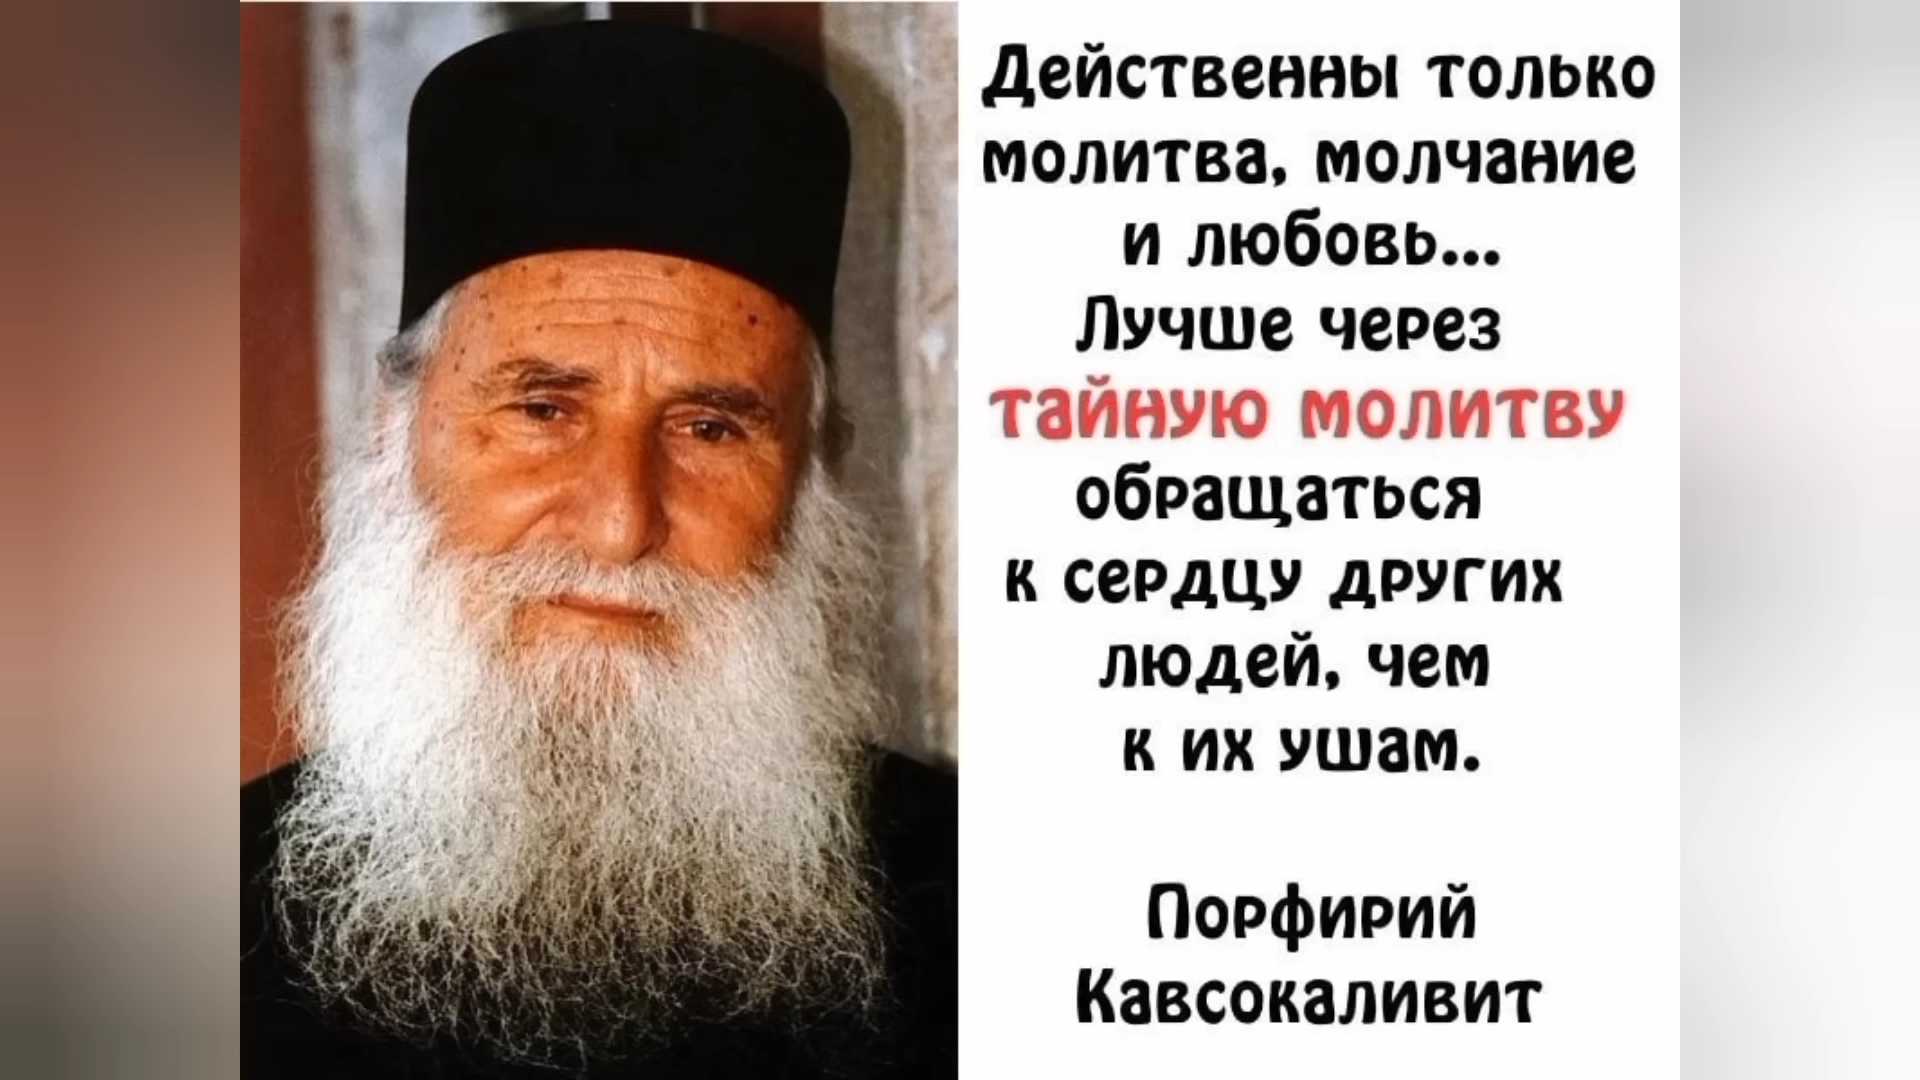 Действенны только
молитва, молчание
и любовь...
Лучше через
тайную молитву
обращаться
к сердцу других
людей, чем
к их ушам.
Порфирий
Кавсокаливит